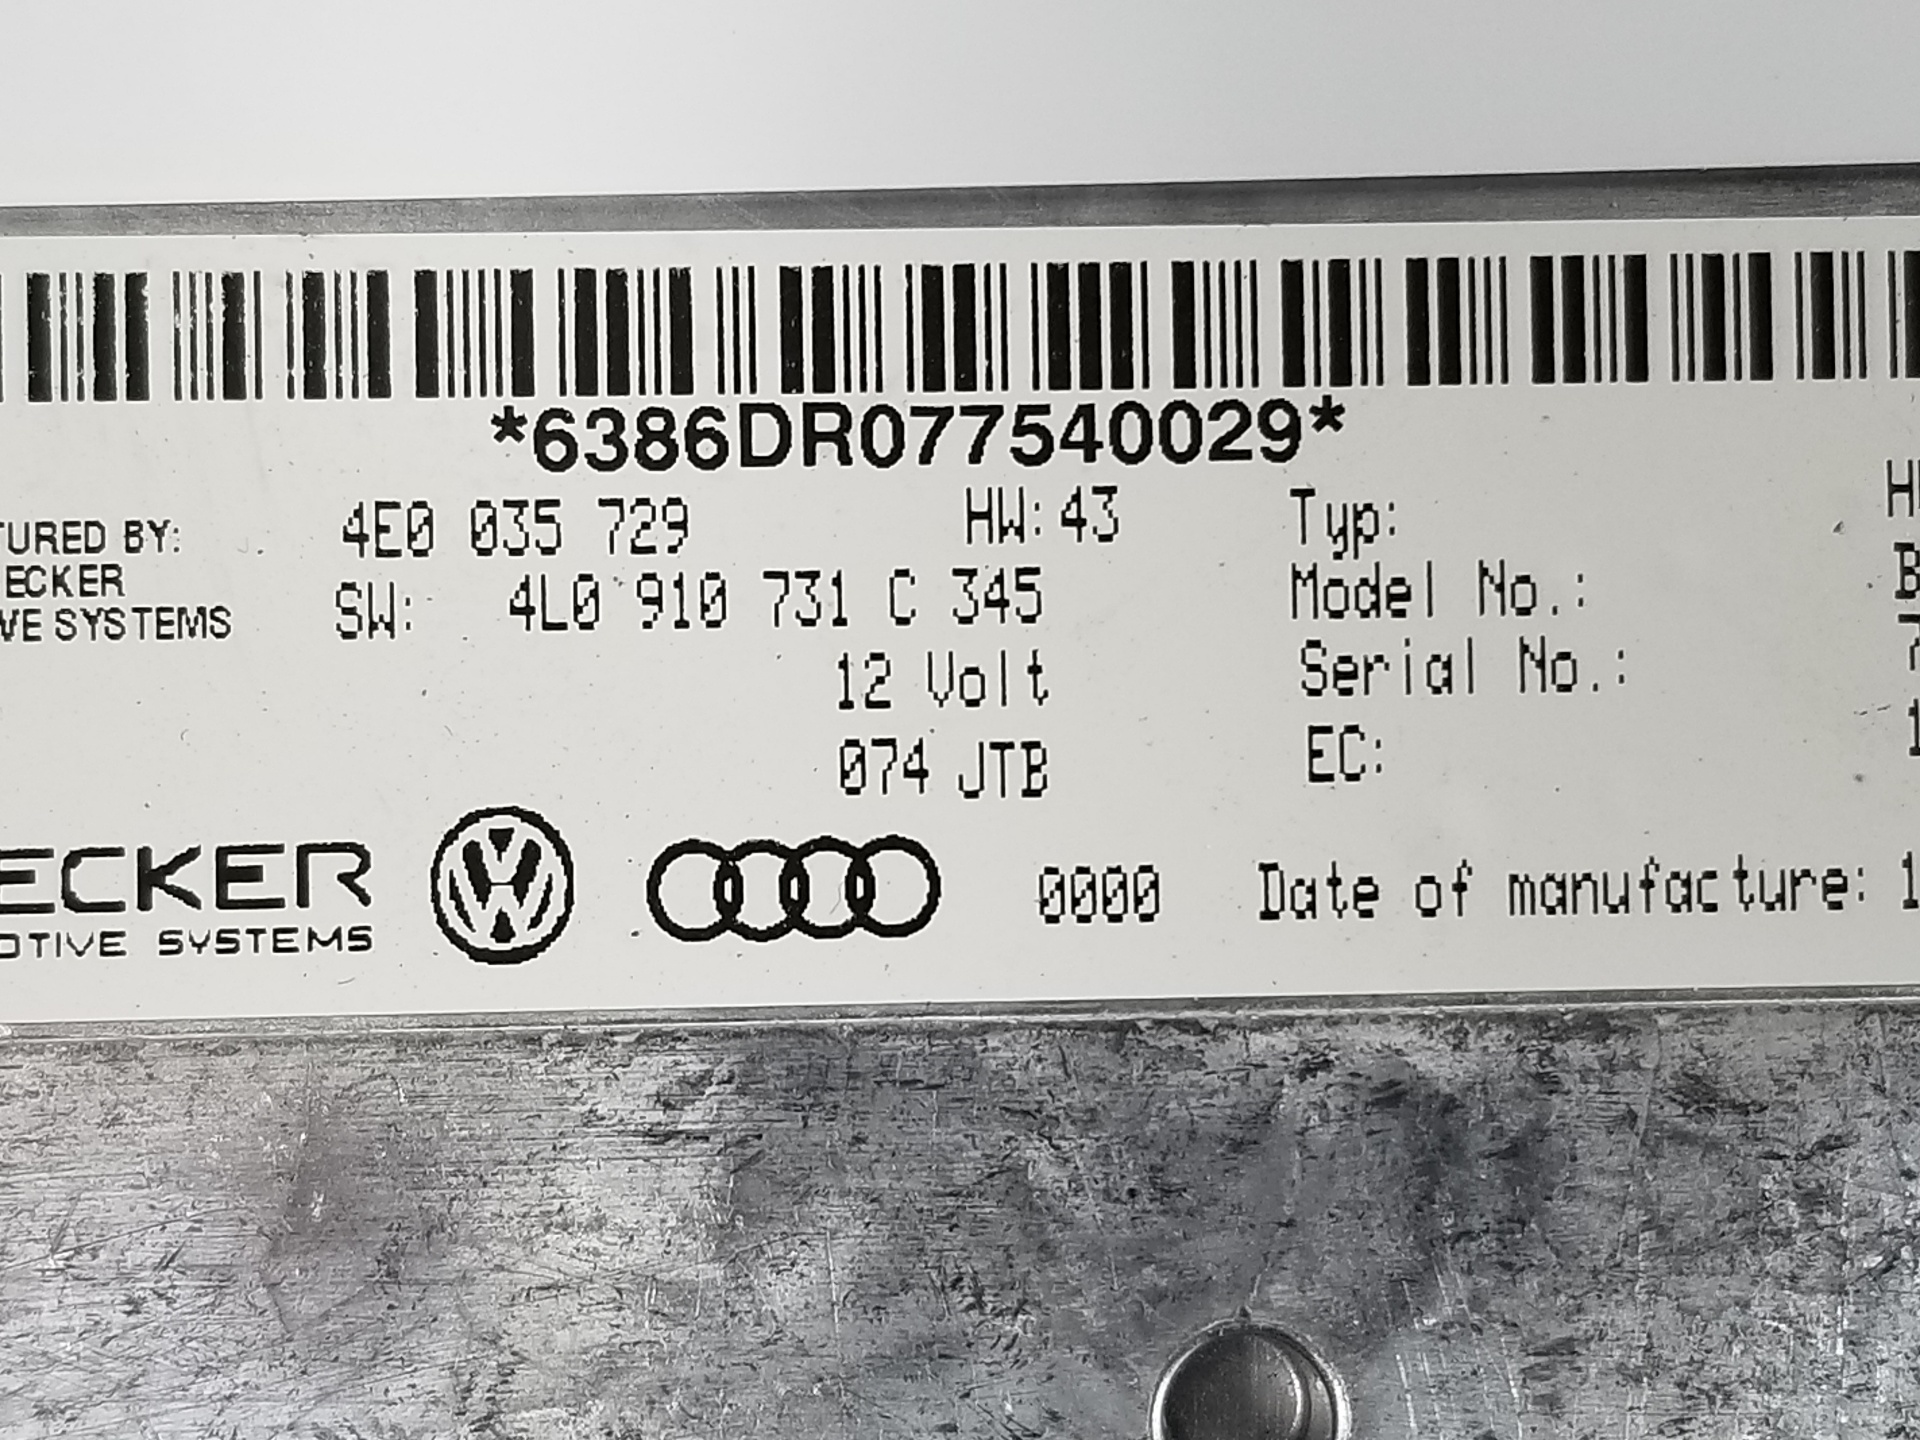 *6386DR077540029*
TURED BY: 4E0 035 729 HW: 43 Typ:
ECKER SW: 4L0 910 731 C 345 Model No.:
VE SYSTEMS 12 Volt Serial No.:
074 JTB EC:
ECKER 0000 Date of manufacture: 1
OTIVE SYSTEMS